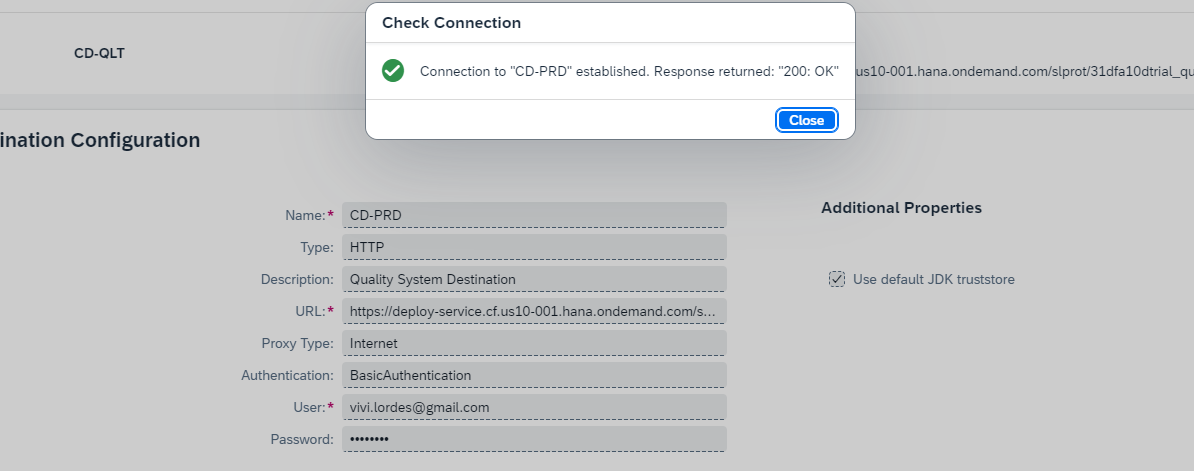 Check Connection
CD-QLT
Connection to "CD-PRD" established. Response returned: "200: OK"
us10-001.hana.ondemand.com/slprot/31dfa10dtrial_qu
Close
ination Configuration
Additional Properties
Name:* CD-PRD
Type: HTTP
Description: Quality System Destination
Use default JDK truststore
URL:* https://deploy-service.cf.us10-001.hana.ondemand.com/s...
Proxy Type: Internet
Authentication: BasicAuthentication
User:* vivi.lordes@gmail.com
Password: ••••••••